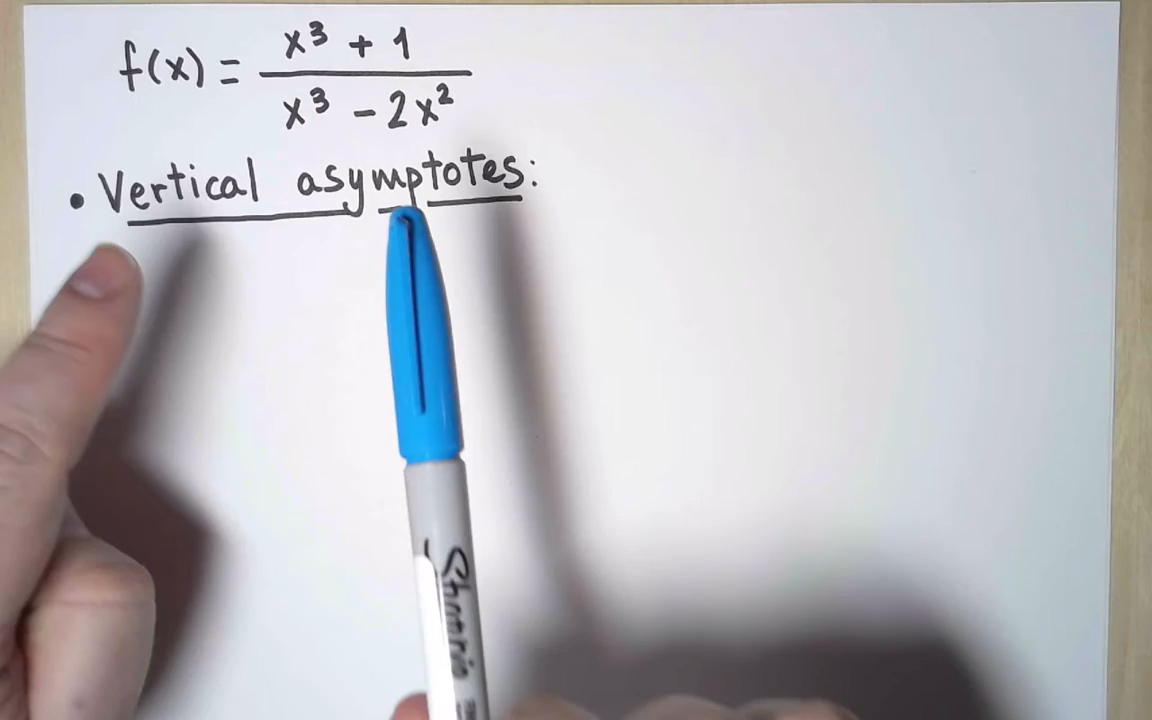 f(x) = x³ + 1 / x³ - 2x²
• Vertical asymptotes: